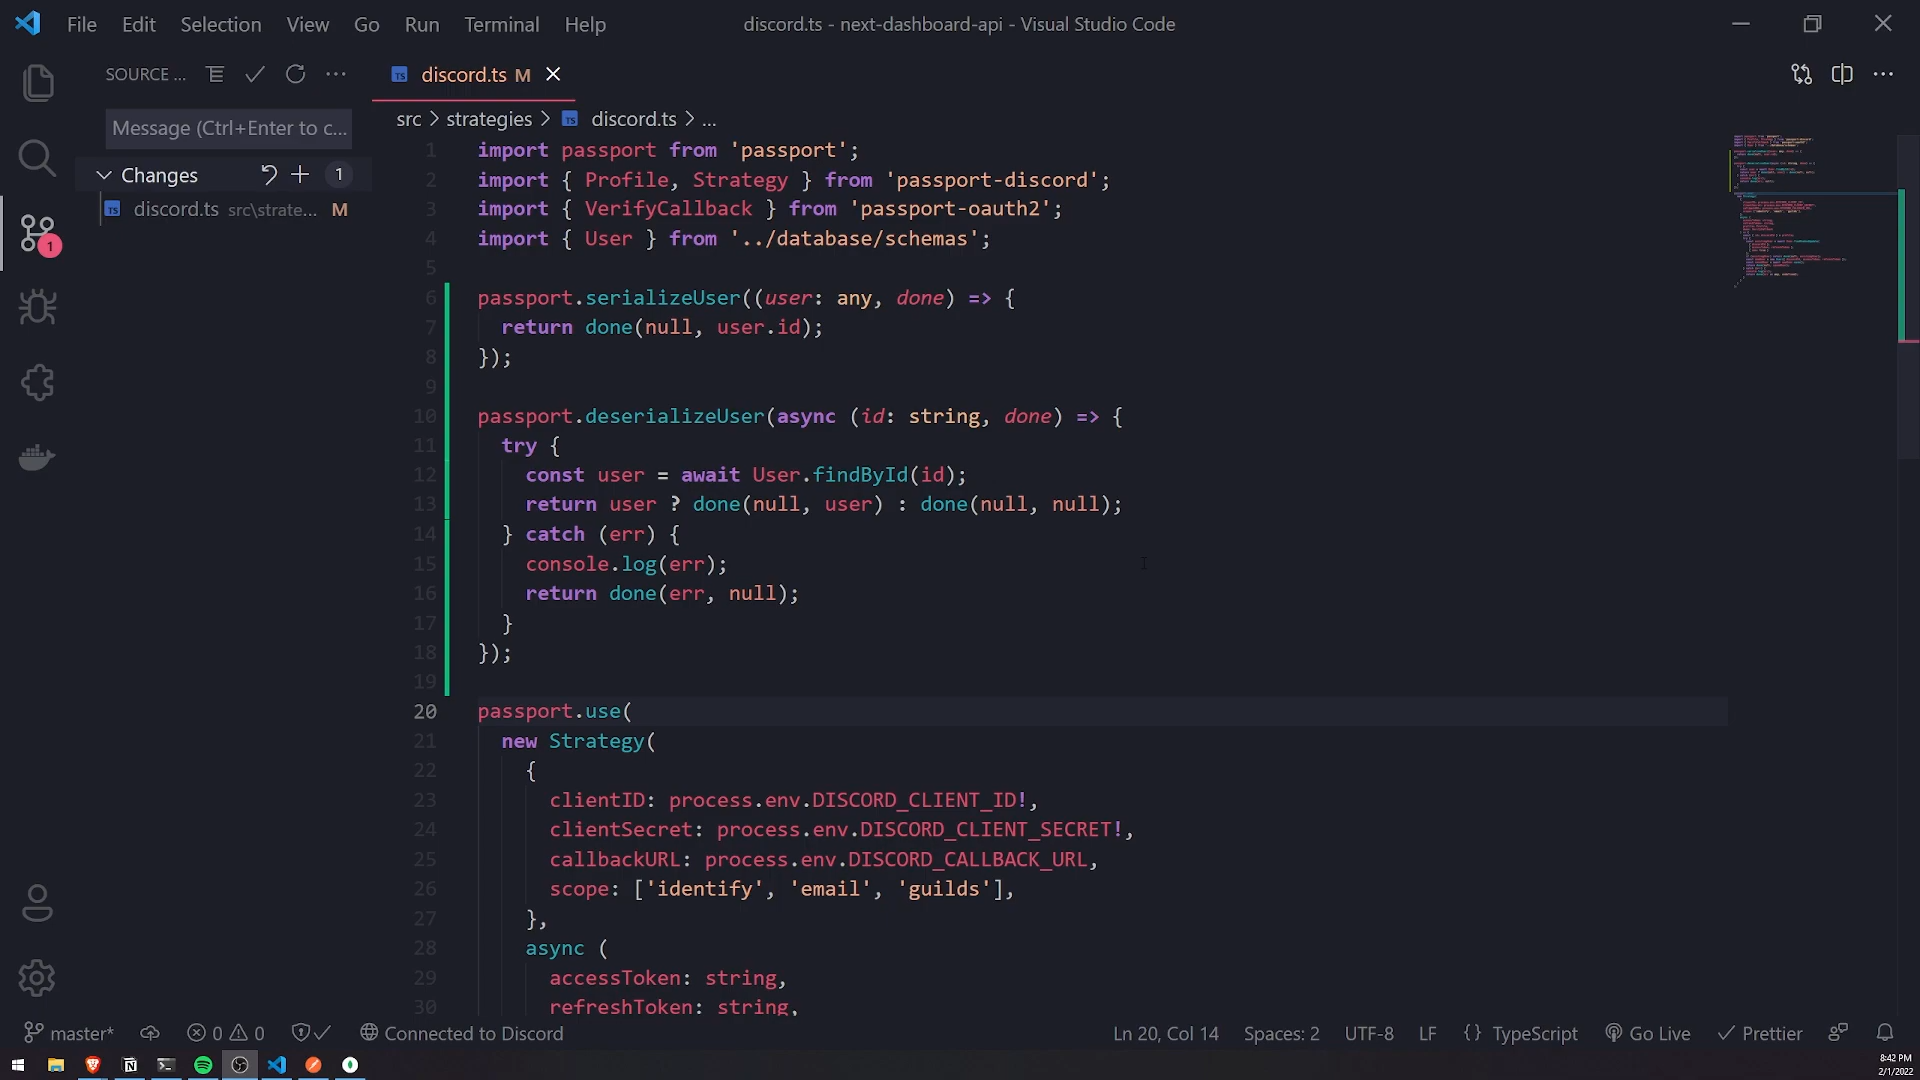 File Edit Selection View Go Run Terminal Help
discord.ts - next-dashboard-api - Visual Studio Code
SOURCE ...
discord.ts M
Message (Ctrl+Enter to c...
src > strategies > TS discord.ts > ...
Changes 1
TS discord.ts src\strate... M
1
1 import passport from 'passport';
2 import { Profile, Strategy } from 'passport-discord';
3 import { VerifyCallback } from 'passport-oauth2';
4 import { User } from '../database/schemas';
5
6 passport.serializeUser((user: any, done) => {
7 return done(null, user.id);
8 });
9
10 passport.deserializeUser(async (id: string, done) => {
11 try {
12 const user = await User.findById(id);
13 return user ? done(null, user) : done(null, null);
14 } catch (err) {
15 console.log(err);
16 return done(err, null);
17 }
18 });
19
20 passport.use(
21 new Strategy(
22 {
23 clientID: process.env.DISCORD_CLIENT_ID!,
24 clientSecret: process.env.DISCORD_CLIENT_SECRET!,
25 callbackURL: process.env.DISCORD_CALLBACK_URL,
26 scope: ['identify', 'email', 'guilds'],
27 },
28 async (
29 accessToken: string,
30 refreshToken: string,
master* 0 0 Connected to Discord
Ln 20, Col 14 Spaces: 2 UTF-8 LF {} TypeScript Go Live Prettier
8:42 PM
2/1/2022